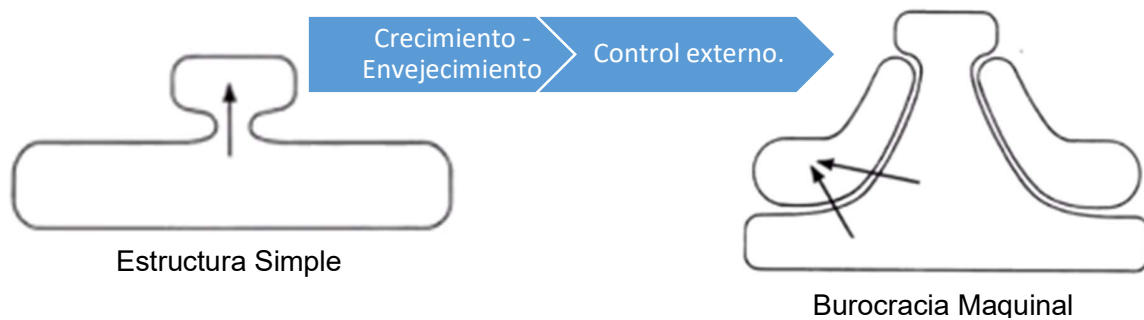 Crecimiento -
Envejecimiento
Control externo.
Estructura Simple
Burocracia Maquinal